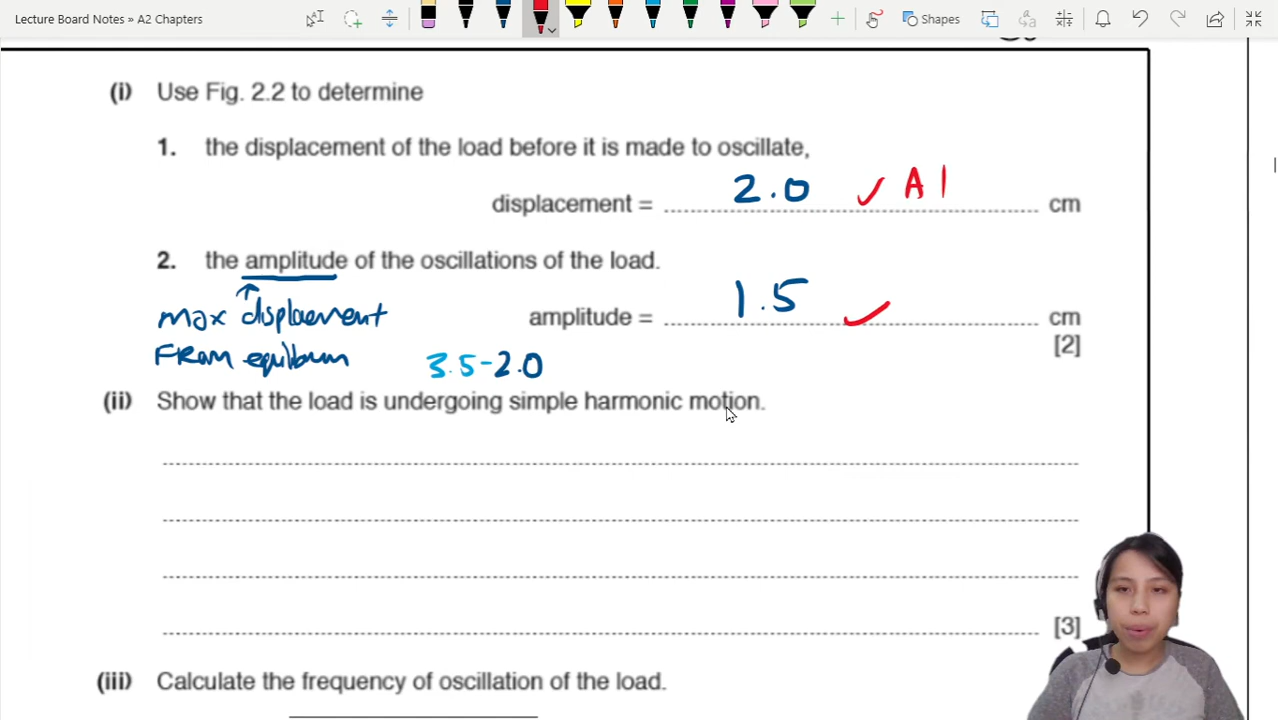 Lecture Board Notes » A2 Chapters
Shapes
(i) Use Fig. 2.2 to determine
1. the displacement of the load before it is made to oscillate,
displacement = 2.0 ✓ A1 cm
2. the amplitude of the oscillations of the load.
max displacement
amplitude = 1.5 ✓ cm
[2]
From equilbum 3.5-2.0
(ii) Show that the load is undergoing simple harmonic motion.
[3]
(iii) Calculate the frequency of oscillation of the load.